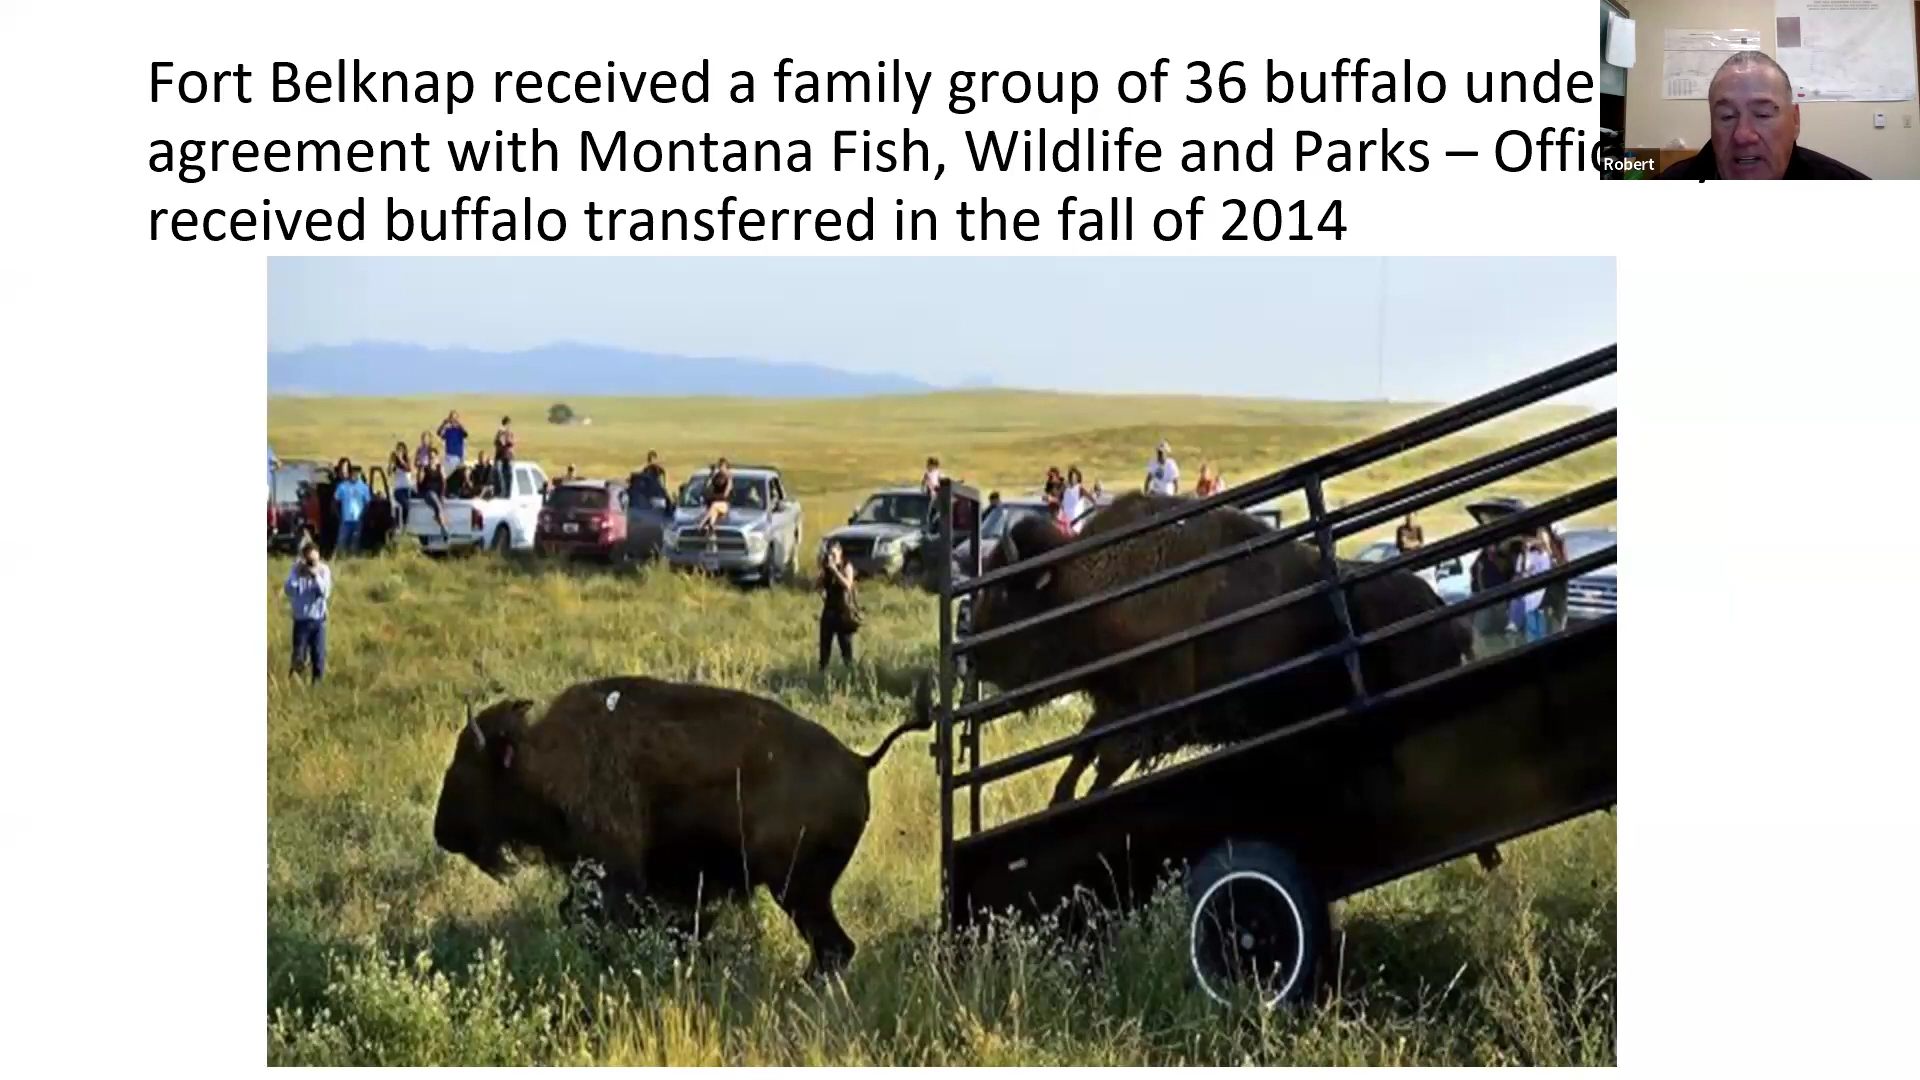 Fort Belknap received a family group of 36 buffalo unde
agreement with Montana Fish, Wildlife and Parks –
received buffalo transferred in the fall of 2014
Robert